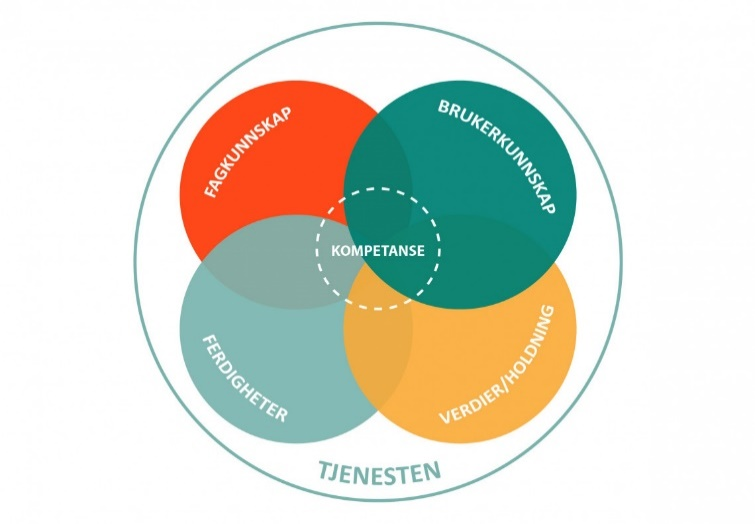 FAGKUNNSKAP
BRUKERKUNNSKAP
KOMPETANSE
FERDIGHETER
VERDIER/HOLDNING
TJENESTEN